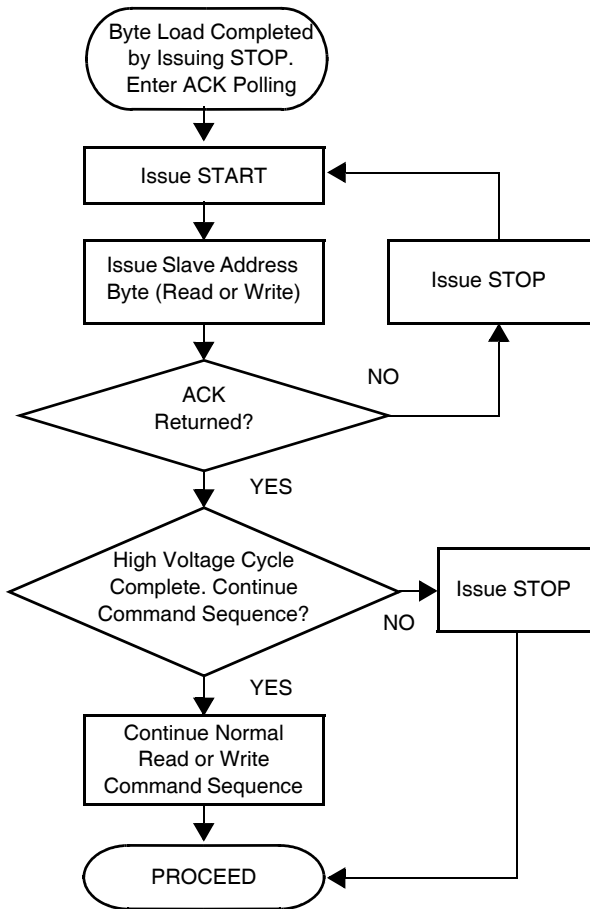 Byte Load Completed
by Issuing STOP.
Enter ACK Polling
Issue START
Issue Slave Address
Byte (Read or Write)
Issue STOP
ACK
Returned?
NO
YES
High Voltage Cycle
Complete. Continue
Command Sequence?
Issue STOP
NO
YES
Continue Normal
Read or Write
Command Sequence
PROCEED